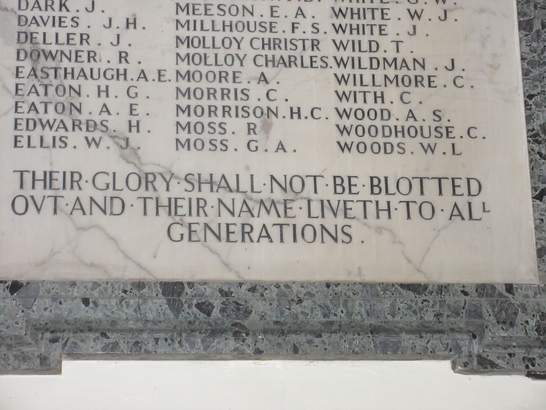 DARK. J. MEESON. E. A. WHITE. W. J.
DAVIES. J. H. MILLHOUSE. F. S. WHITE. J.
DELLER. J. MOLLOY CHRISTR WILD. T.
DOWNER. R. MOLLOY CHARLES. WILDMAN. J.
EASTHAUGH. A. E. MOORE. A. WILLMORE. C.
EATON. H. G. MORRIS. C. WITH. C.
EATON. A. E. MORRISON. H. C. WOOD. A. S.
EDWARDS. H. MOSS. R WOODHOUSE. C.
ELLIS. W. J. MOSS. G. A. WOODS. W. L
THEIR·GLORY·SHALL·NOT·BE·BLOTTED
OVT·AND·THEIR·NAME·LIVETH·TO·ALL
GENERATIONS.